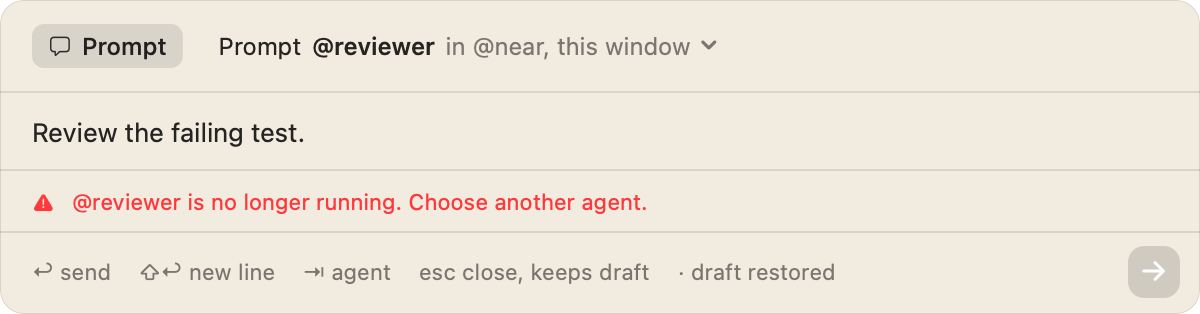 Prompt Prompt @reviewer in @near, this window
Review the failing test.
@reviewer is no longer running. Choose another agent.
↩ send ⇧↩ new line ⇥ agent esc close, keeps draft · draft restored